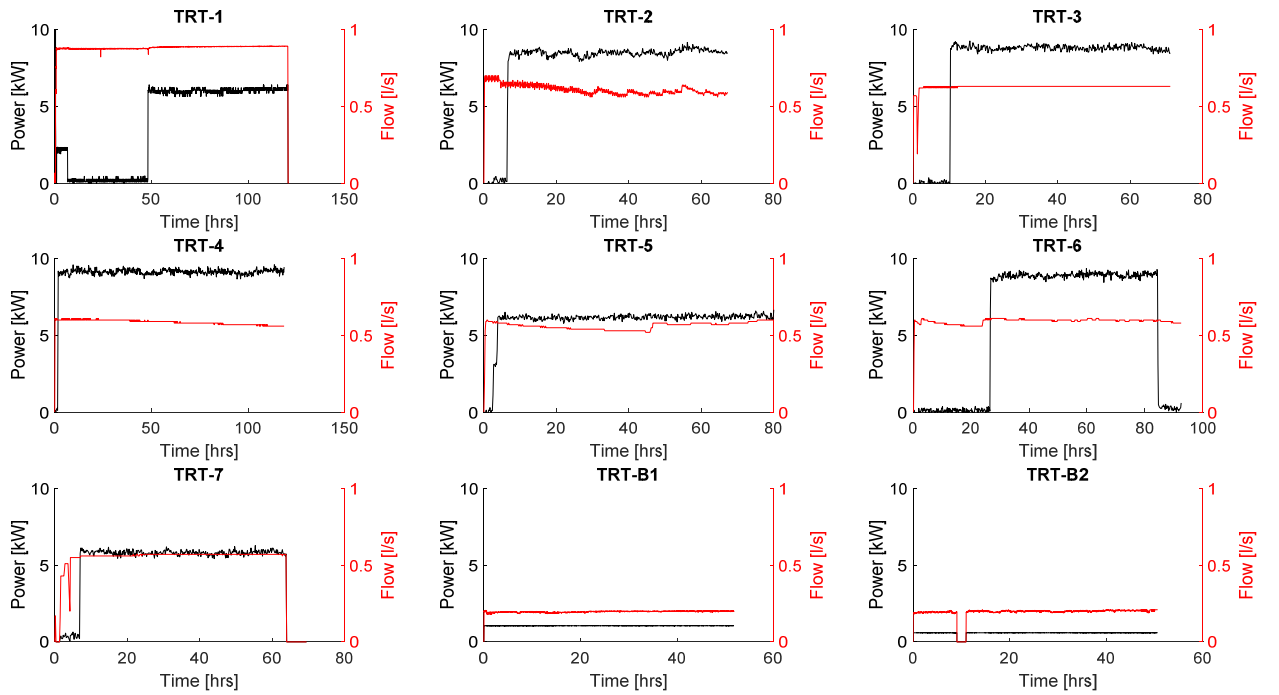 TRT-1
10
5
0
Power [kW]
1
0.5
0
Flow [l/s]
0 50 100 150
Time [hrs]
TRT-2
10
5
0
Power [kW]
1
0.5
0
Flow [l/s]
0 20 40 60 80
Time [hrs]
TRT-3
10
5
0
Power [kW]
1
0.5
0
Flow [l/s]
0 20 40 60 80
Time [hrs]
TRT-4
10
5
0
Power [kW]
1
0.5
0
Flow [l/s]
0 50 100 150
Time [hrs]
TRT-5
10
5
0
Power [kW]
1
0.5
0
Flow [l/s]
0 20 40 60 80
Time [hrs]
TRT-6
10
5
0
Power [kW]
1
0.5
0
Flow [l/s]
0 20 40 60 80 100
Time [hrs]
TRT-7
10
5
0
Power [kW]
1
0.5
0
Flow [l/s]
0 20 40 60 80
Time [hrs]
TRT-B1
10
5
0
Power [kW]
1
0.5
0
Flow [l/s]
0 20 40 60
Time [hrs]
TRT-B2
10
5
0
Power [kW]
1
0.5
0
Flow [l/s]
0 20 40 60
Time [hrs]